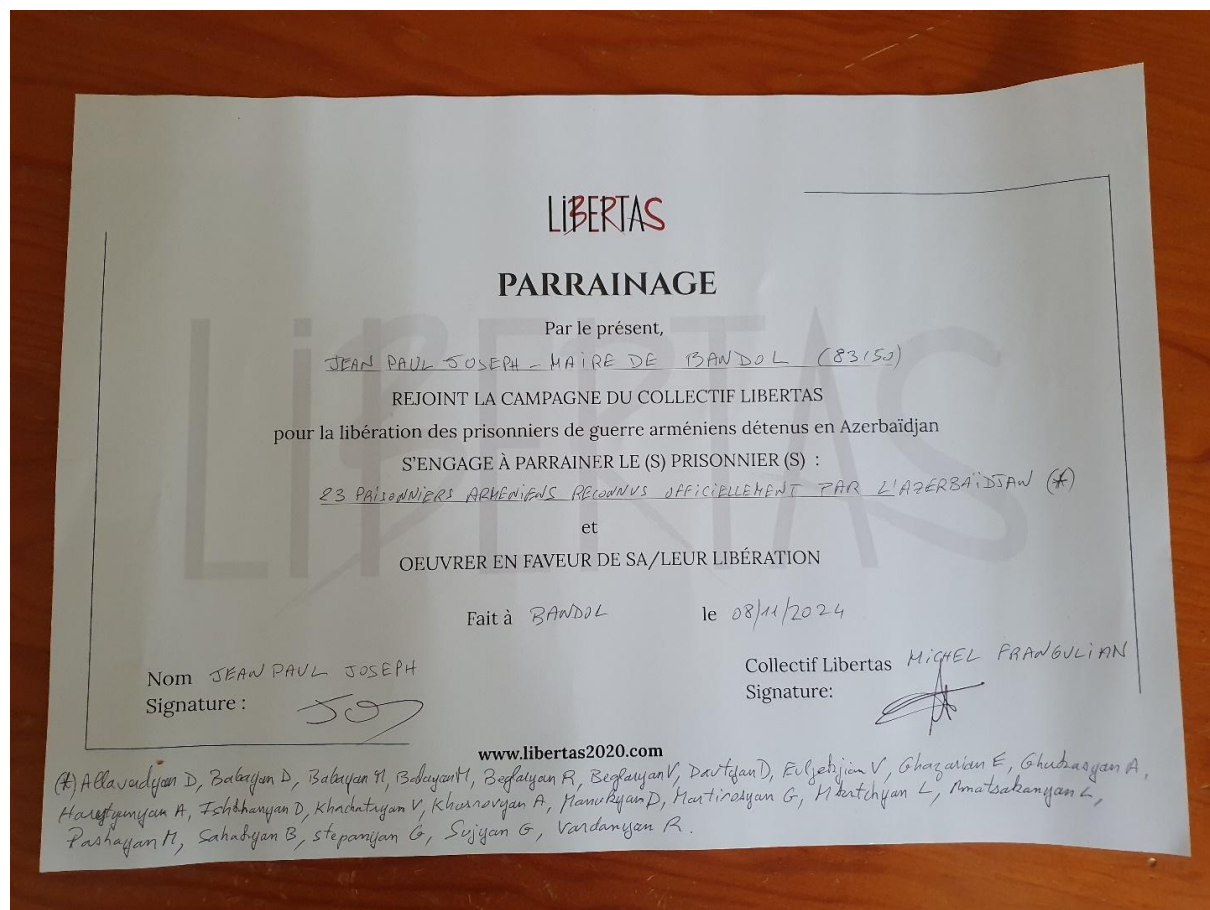 LiBERTAS
PARRAINAGE
Par le présent,
JEAN PAUL JOSEPH - MAIRE DE BANDOL (83150)
REJOINT LA CAMPAGNE DU COLLECTIF LIBERTAS
pour la libération des prisonniers de guerre arméniens détenus en Azerbaïdjan
S'ENGAGE À PARRAINER LE (S) PRISONNIER (S) :
23 PRISONNIERS ARMENIENS RECONNUS OFFICIELLEMENT PAR L'AZERBAÏDJAN (*)
et
OEUVRER EN FAVEUR DE SA/LEUR LIBÉRATION
Fait à BANDOL le 08/11/2024
Nom JEAN PAUL JOSEPH
Signature :
Collectif Libertas MICHEL FRANGULIAN
Signature:
www.libertas2020.com
(*) Allaverdyan D, Babayan D, Babayan M, Balayan H, Beglaryan R, Beglaryan V, Davtyan D, Euljekjian V, Ghazarian E, Ghukasyan A,
Harutyunyan A, Ishkhanyan D, Khachatryan V, Khosrovyan A, Manukyan D, Martirosyan G, Mkrtchyan L, Mnatsakanyan L,
Pashayan M, Sahakyan B, Stepanyan G, Sujyan G, Vardanyan R.